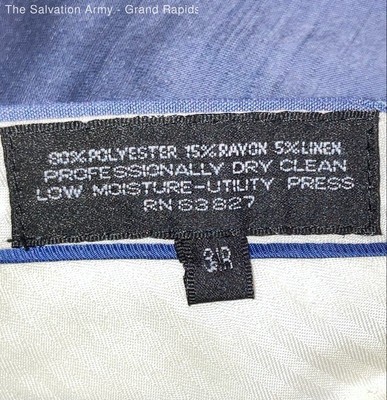 The Salvation Army - Grand Rapids
80% POLYESTER 15% RAYON 5% LINEN
PROFESSIONALLY DRY CLEAN
LOW MOISTURE-UTILITY PRESS
RN 63827